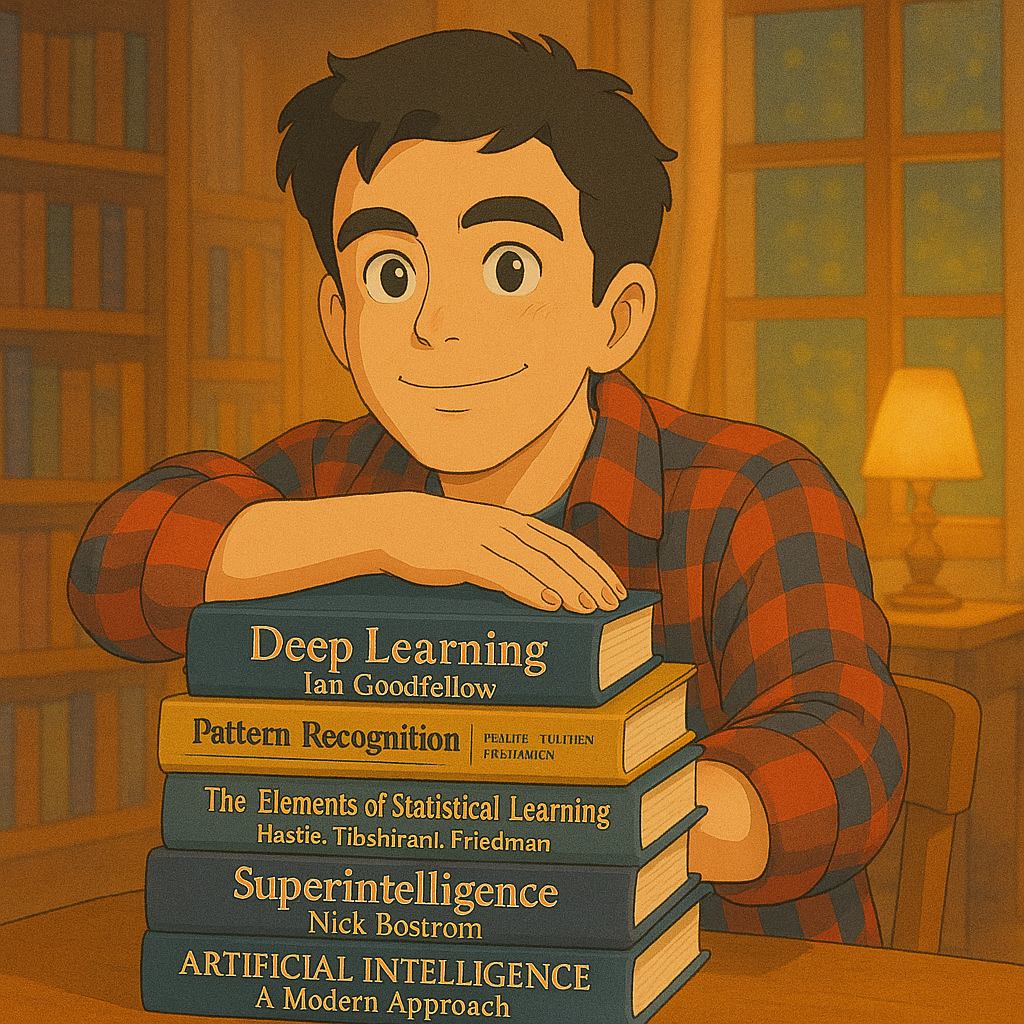 Deep Learning
Ian Goodfellow
Pattern Recognition
The Elements of Statistical Learning
Hastie. Tibshiranl. Friedman
Superintelligence
Nick Bostrom
ARTIFICIAL INTELLIGENCE
A Modern Approach